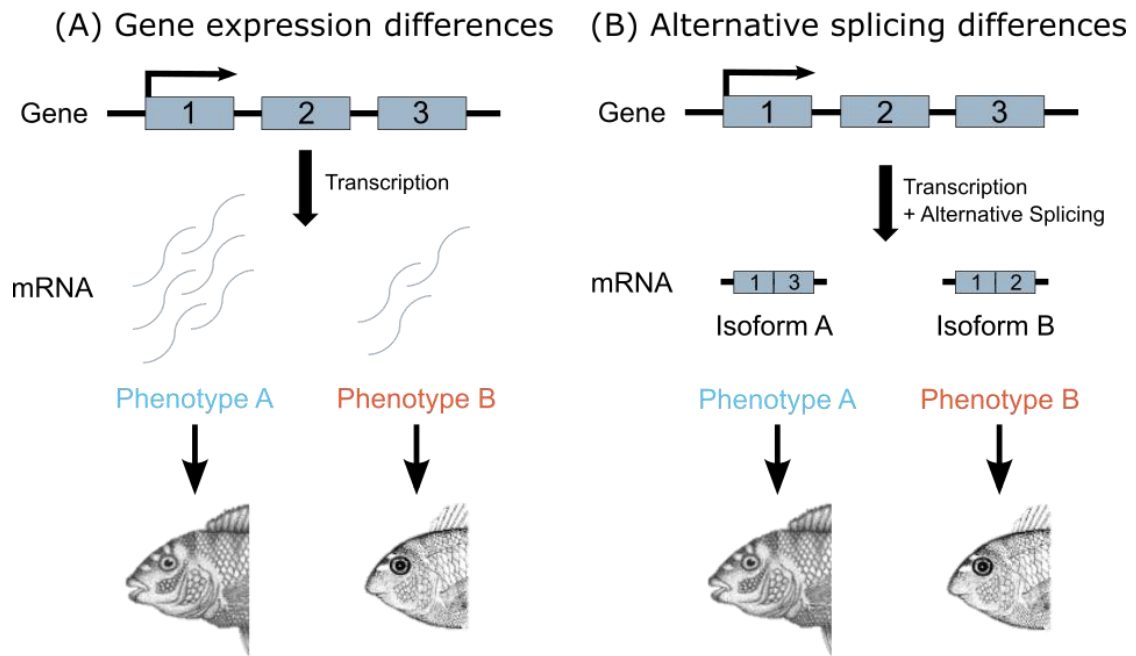 (A) Gene expression differences
Gene
1 2 3
Transcription
mRNA
Phenotype A
Phenotype B
(B) Alternative splicing differences
Gene
1 2 3
Transcription
+ Alternative Splicing
mRNA
1 3
Isoform A
1 2
Isoform B
Phenotype A
Phenotype B